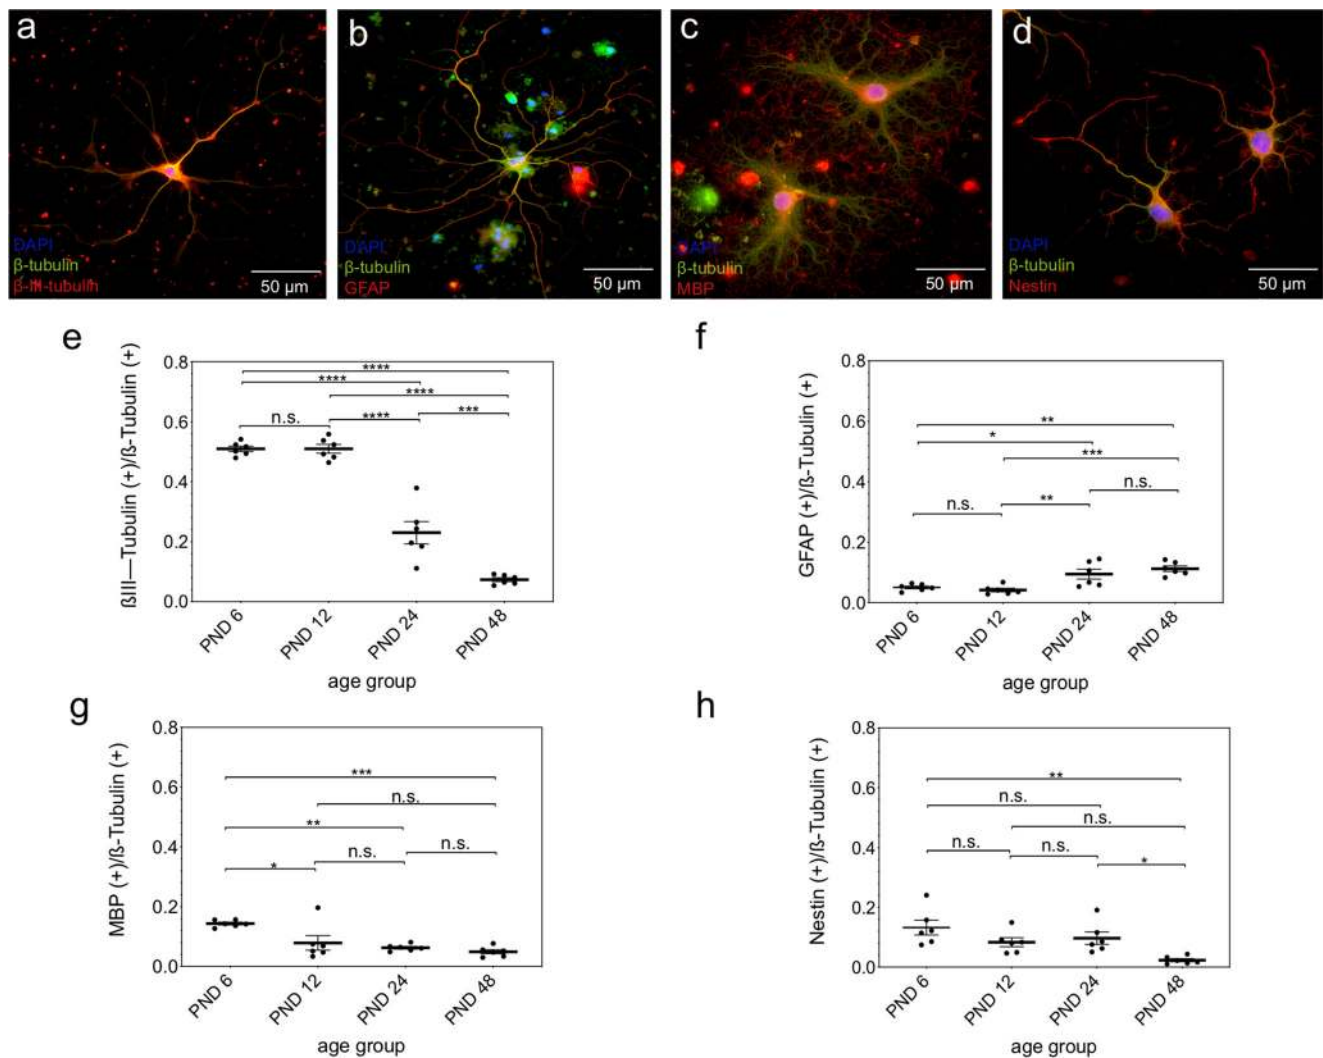 a
b
c
d
DAPI
β-tubulin
β-III-tubulin
50 µm
DAPI
β-tubulin
GFAP
50 µm
DAPI
β-tubulin
MBP
50 µm
DAPI
β-tubulin
Nestin
50 µm
e
ßIII—Tubulin (+)/ß-Tubulin (+)
0.8
0.6
0.4
0.2
0.0
****
****
****
n.s.
****
***
PND 6
PND 12
PND 24
PND 48
age group
f
GFAP (+)/ß-Tubulin (+)
0.8
0.6
0.4
0.2
0.0
**
*
***
n.s.
**
n.s.
PND 6
PND 12
PND 24
PND 48
age group
g
MBP (+)/ß-Tubulin (+)
0.8
0.6
0.4
0.2
0.0
***
n.s.
**
n.s.
*
n.s.
PND 6
PND 12
PND 24
PND 48
age group
h
Nestin (+)/ß-Tubulin (+)
0.8
0.6
0.4
0.2
0.0
**
n.s.
n.s.
n.s.
n.s.
*
PND 6
PND 12
PND 24
PND 48
age group